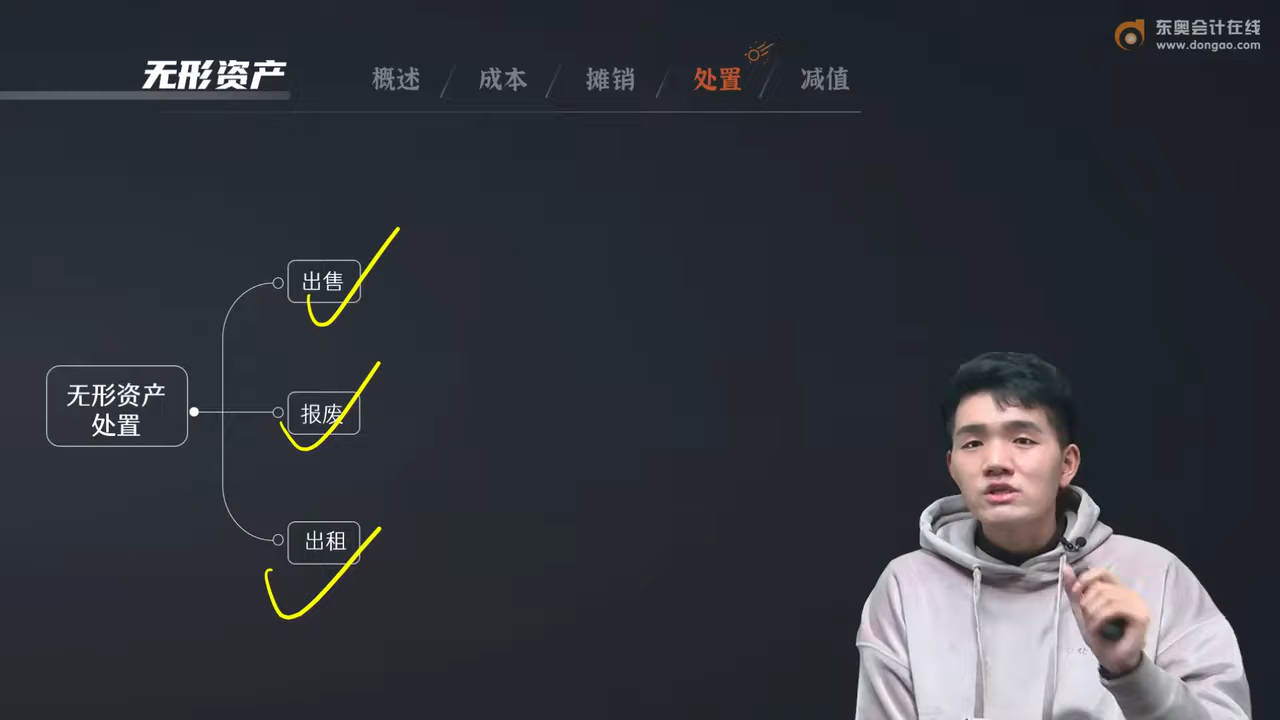 东奥会计在线
www.dongao.com
无形资产
概述 / 成本 / 摊销 / 处置 / 减值
出售
无形资产
处置
报废
出租